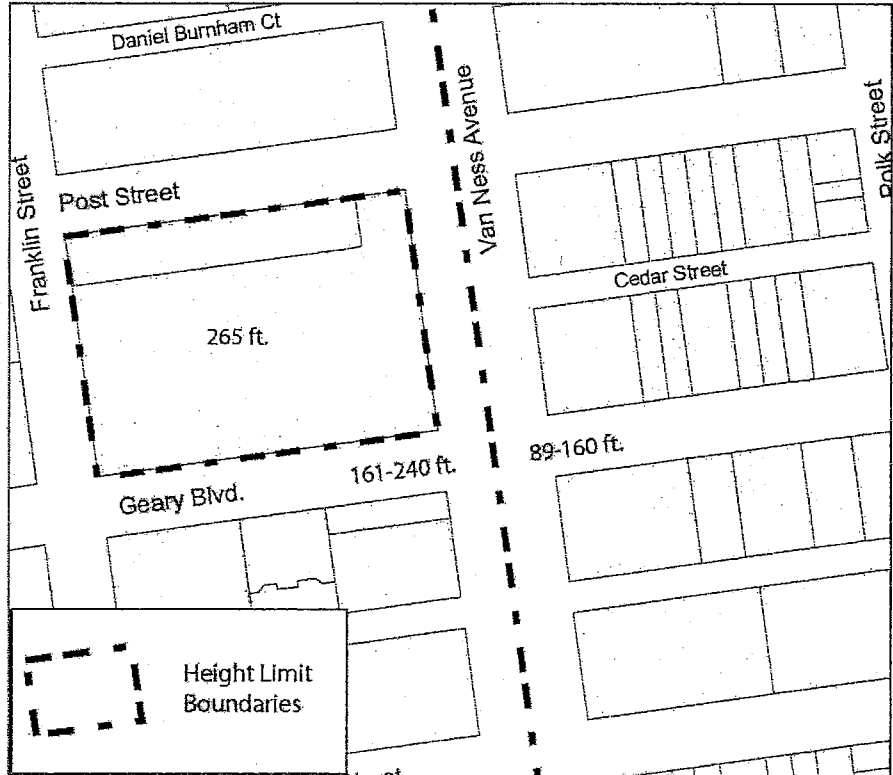 Daniel Burnham Ct
Van Ness Avenue
Polk Street
Franklin Street
Post Street
Cedar Street
265 ft.
89-160 ft.
161-240 ft.
Geary Blvd.
Height Limit
Boundaries